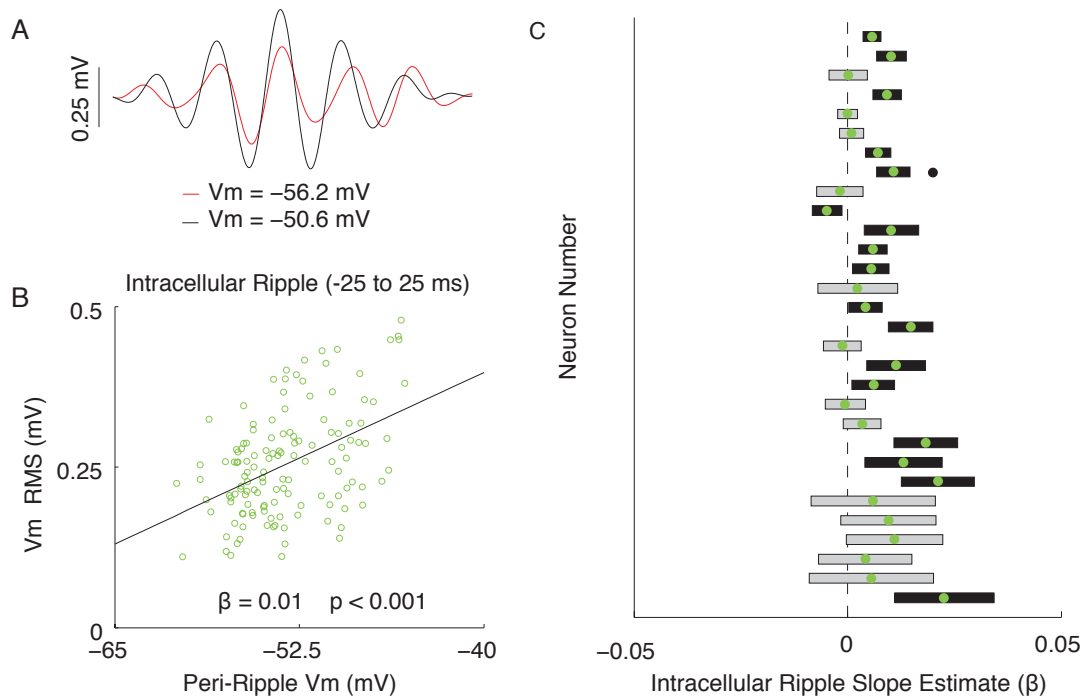 A
0.25 mV
Vm = −56.2 mV
Vm = −50.6 mV
B
Intracellular Ripple (-25 to 25 ms)
0.5
0.25
0
Vm RMS (mV)
β = 0.01 p < 0.001
−65
−52.5
−40
Peri-Ripple Vm (mV)
C
Neuron Number
−0.05
0
0.05
Intracellular Ripple Slope Estimate (β)